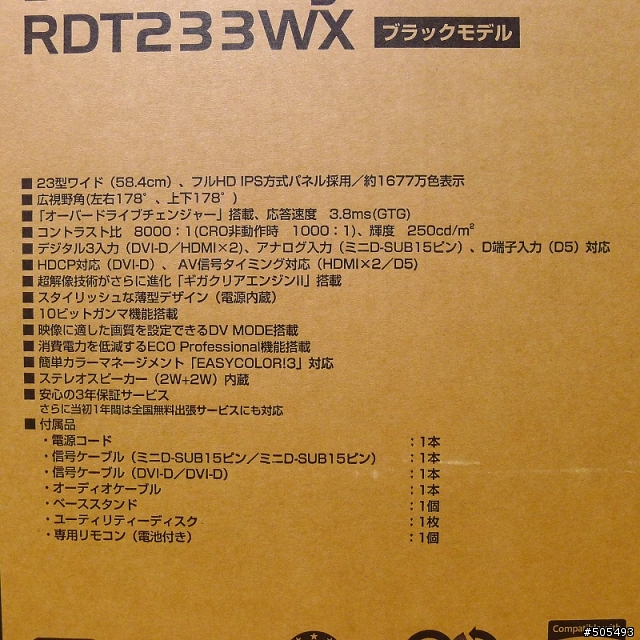 RDT233WX ブラックモデル
■ 23型ワイド（58.4cm）、フルHD IPS方式パネル採用／約1677万色表示
■ 広視野角(左右178°、上下178°)
■ 「オーバードライブチェンジャー」搭載、応答速度 3.8ms(GTG)
■ コントラスト比 8000：1(CRO非動作時 1000：1)、輝度 250cd/m²
■ デジタル3入力（DVI-D／HDMI×2）、アナログ入力（ミニD-SUB15ピン）、D端子入力（D5）対応
■ HDCP対応（DVI-D）、AV信号タイミング対応（HDMI×2／D5）
■ 超解像技術がさらに進化「ギガクリアエンジンII」搭載
■ スタイリッシュな薄型デザイン（電源内蔵）
■ 10ビットガンマ機能搭載
■ 映像に適した画質を設定できるDV MODE搭載
■ 消費電力を低減するECO Professional機能搭載
■ 簡単カラーマネージメント「EASYCOLOR!3」対応
■ ステレオスピーカー（2W+2W）内蔵
■ 安心の3年保証サービス
さらに当初1年間は全国無料出張サービスにも対応
■ 付属品
・電源コード ：1本
・信号ケーブル（ミニD-SUB15ピン／ミニD-SUB15ピン） ：1本
・信号ケーブル（DVI-D／DVI-D） ：1本
・オーディオケーブル ：1本
・ベーススタンド ：1個
・ユーティリティーディスク ：1枚
・専用リモコン（電池付き） ：1個
Compatible with
#505493